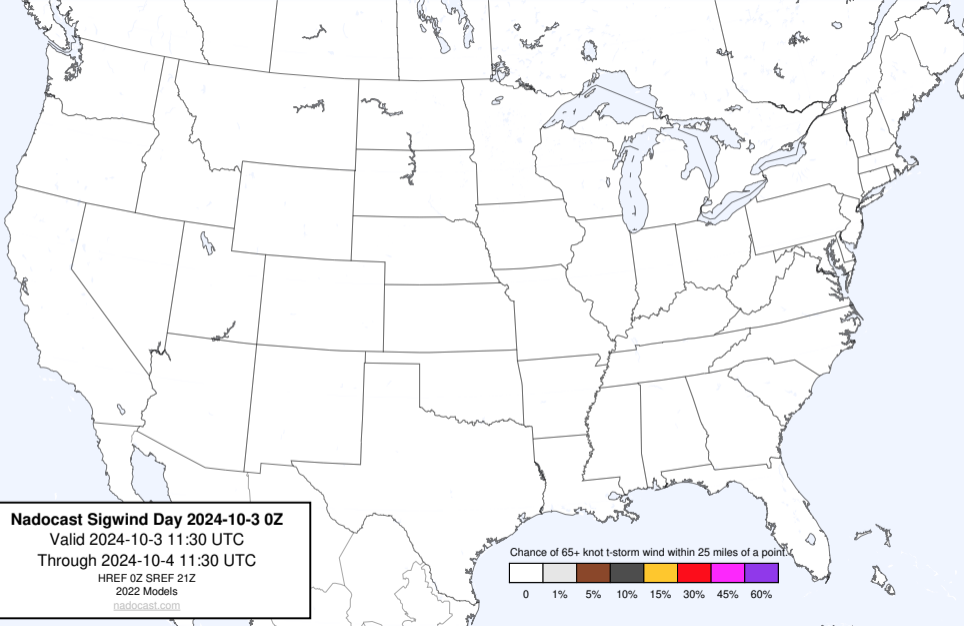 Nadocast Sigwind Day 2024-10-3 0Z
Valid 2024-10-3 11:30 UTC
Through 2024-10-4 11:30 UTC
HREF 0Z SREF 21Z
2022 Models
nadocast.com
Chance of 65+ knot t-storm wind within 25 miles of a point.
0 1% 5% 10% 15% 30% 45% 60%